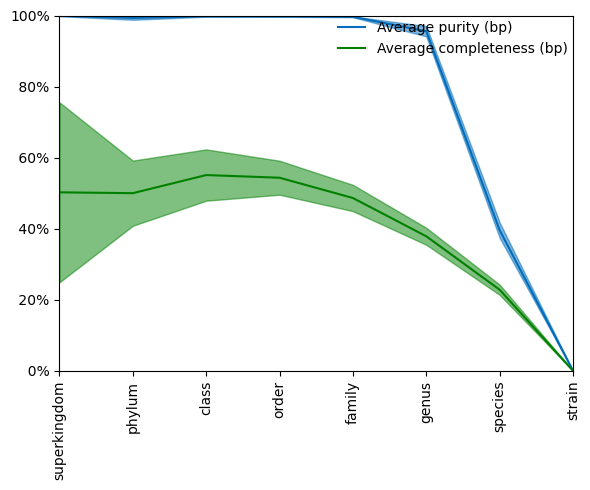 100%
80%
60%
40%
20%
0%
Average purity (bp)
Average completeness (bp)
superkingdom
phylum
class
order
family
genus
species
strain